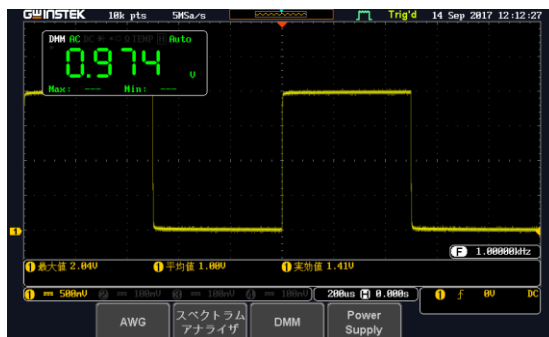 GWINSTEK 10k pts 5MSa/s Trig'd 14 Sep 2017 12:12:27
DMM AC DC Ω TEMP H Auto
0.974 V
Max: --- Min: ---
1
F 1.00000kHz
1 最大値 2.04V 1 平均値 1.00V 1 実効値 1.41V
1 500mV 2 100mV 3 100mV 4 100mV 200us H 0.000s 1 0V DC
AWG
スペクトラム
アナライザ
DMM
Power
Supply